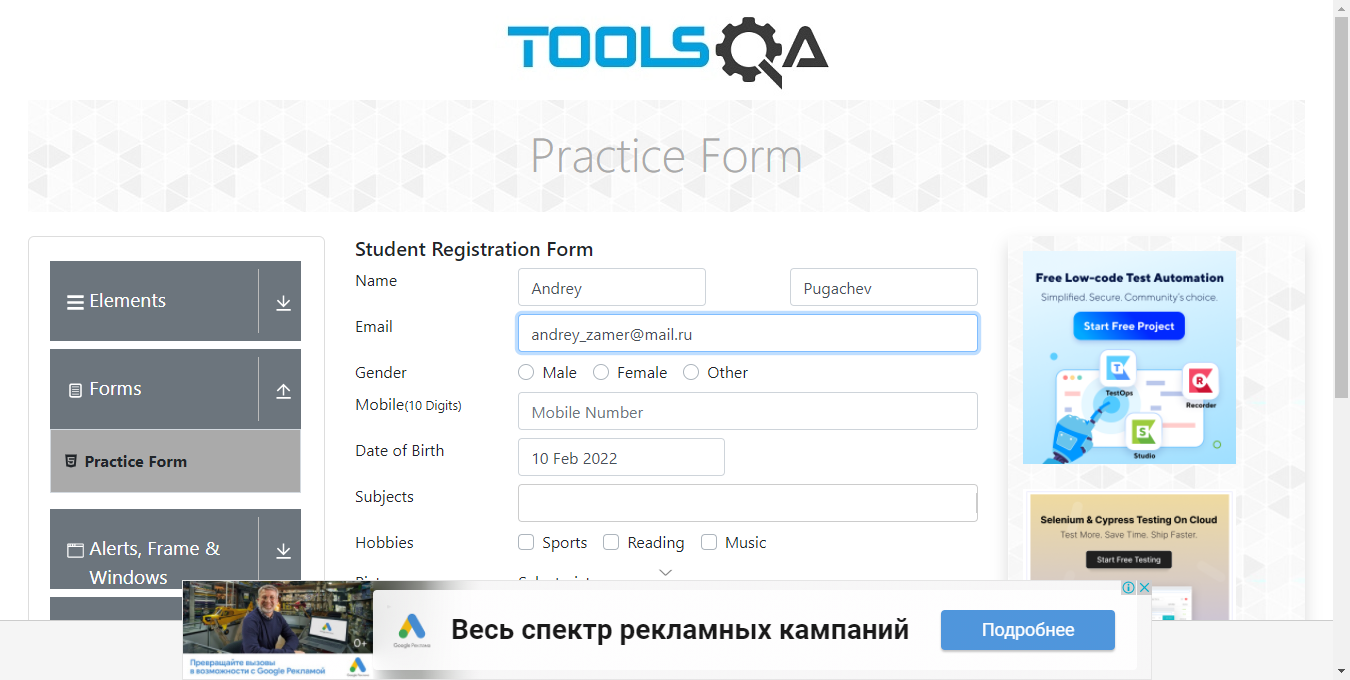 TOOLSQA
Practice Form
Elements
Forms
Practice Form
Alerts, Frame &
Windows
Student Registration Form
Name
Andrey
Pugachev
Email
andrey_zamer@mail.ru
Gender
Male
Female
Other
Mobile(10 Digits)
Mobile Number
Date of Birth
10 Feb 2022
Subjects
Hobbies
Sports
Reading
Music
Free Low-code Test Automation
Simplified. Secure. Community's choice.
Start Free Project
TestOps
Recorder
Studio
Selenium & Cypress Testing On Cloud
Test More. Save Time. Ship Faster.
Start Free Testing
0+
Превращайте вызовы
в возможности с Google Рекламой
Google Реклама
Google Реклама
Весь спектр рекламных кампаний
Подробнее